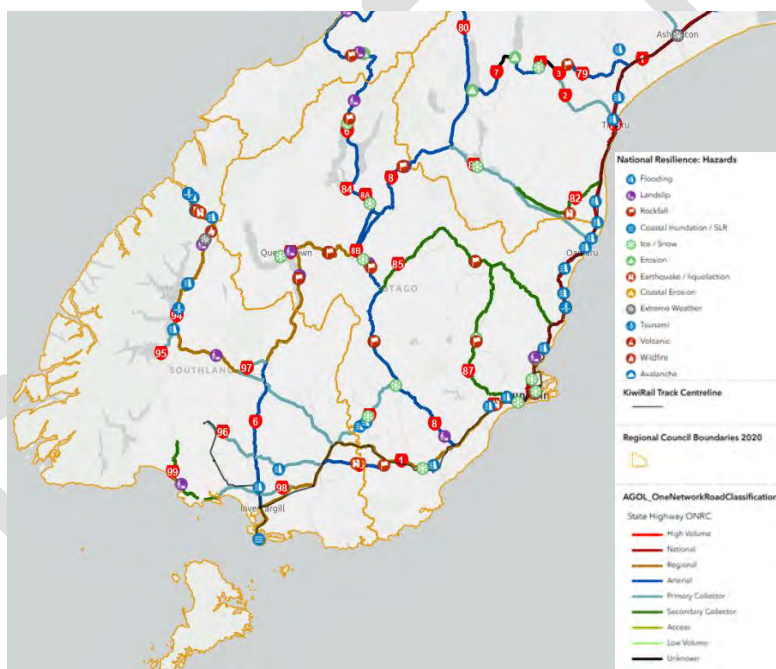 80
Ashburton
1
7
3
79
2
Timaru
6
8
84
8A
82
8B
Queenstown
85
Oamaru
OTAGO
94
95
SOUTHLAND
97
87
Dunedin
6
96
8
1
99
98
Invercargill
National Resilience: Hazards
Flooding
Landslip
Rockfall
Coastal Inundation / SLR
Ice / Snow
Erosion
Earthquake / liquefaction
Coastal Erosion
Extreme Weather
Tsunami
Volcanic
Wildfire
Avalanche
KiwiRail Track Centreline
Regional Council Boundaries 2020
AGOL_OneNetworkRoadClassification
State Highway ONRC
High Volume
National
Regional
Arterial
Primary Collector
Secondary Collector
Access
Low Volume
Unknown